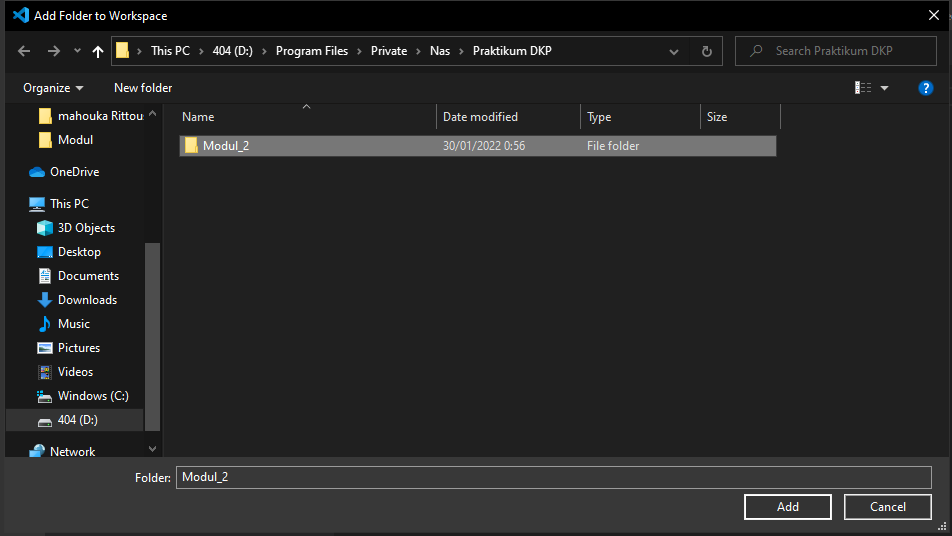 Add Folder to Workspace
This PC 404 (D:) Program Files Private Nas Praktikum DKP
Search Praktikum DKP
Organize New folder
Name Date modified Type Size
Modul_2 30/01/2022 0:56 File folder
mahouka Rittou
Modul
OneDrive
This PC
3D Objects
Desktop
Documents
Downloads
Music
Pictures
Videos
Windows (C:)
404 (D:)
Network
Folder: Modul_2
Add Cancel